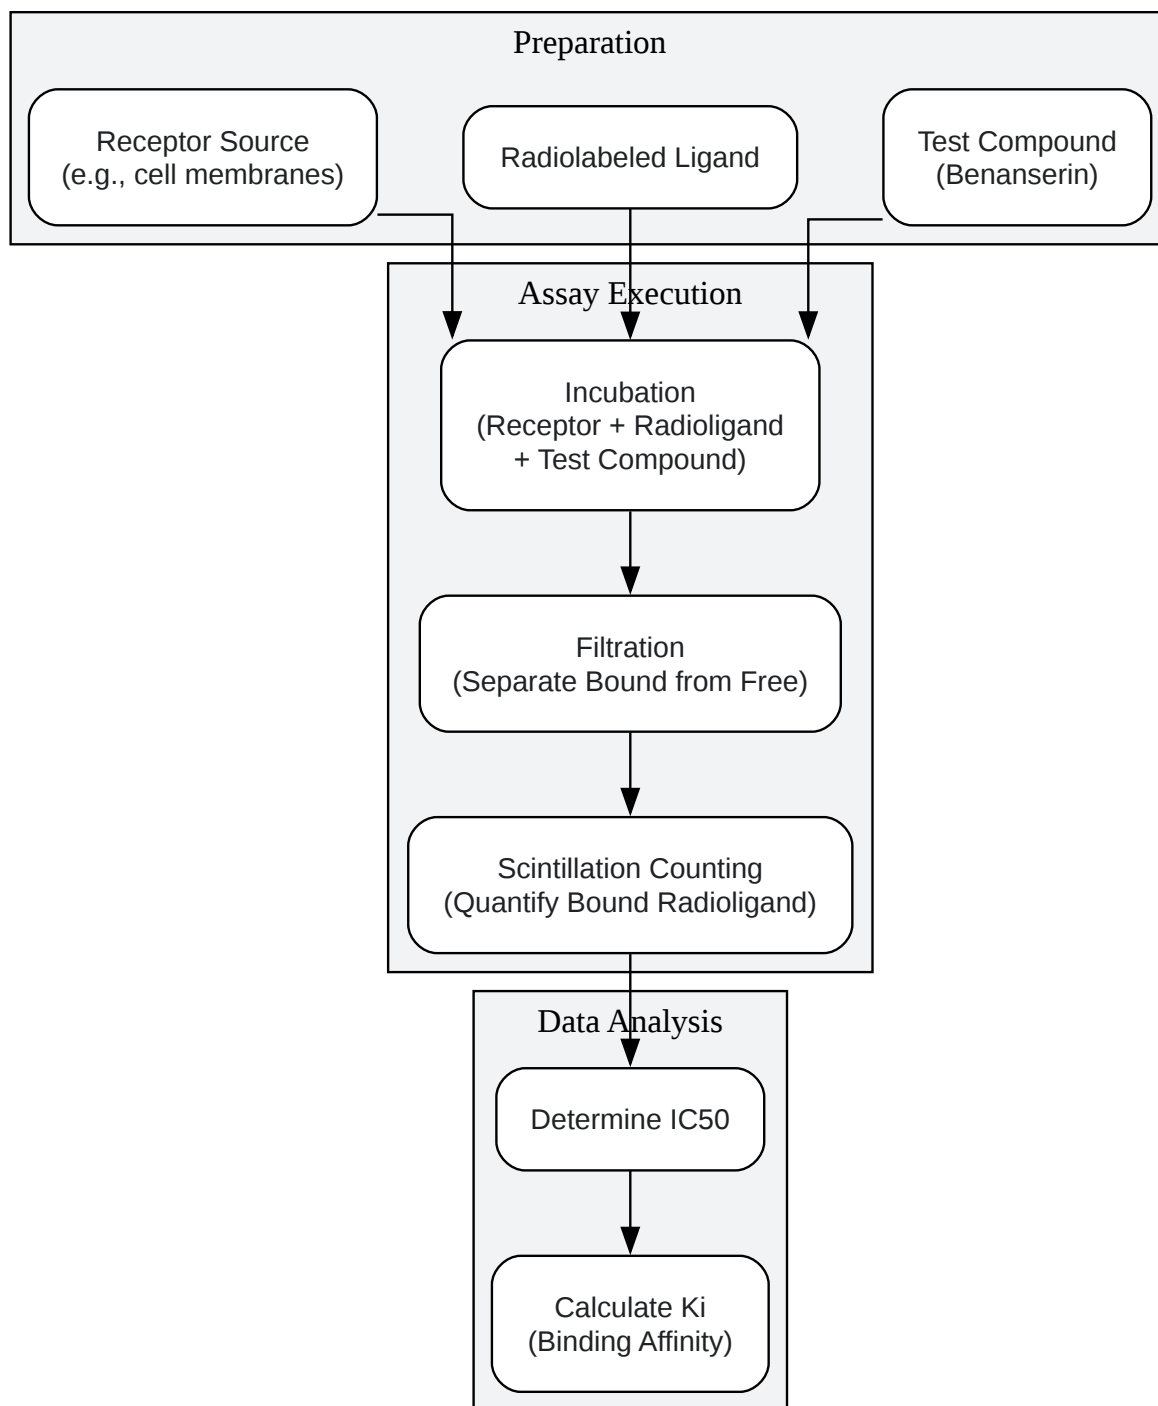 Preparation
Receptor Source
(e.g., cell membranes)
Radiolabeled Ligand
Test Compound
(Benanserin)
Assay Execution
Incubation
(Receptor + Radioligand
+ Test Compound)
Filtration
(Separate Bound from Free)
Scintillation Counting
(Quantify Bound Radioligand)
Data Analysis
Determine IC50
Calculate Ki
(Binding Affinity)